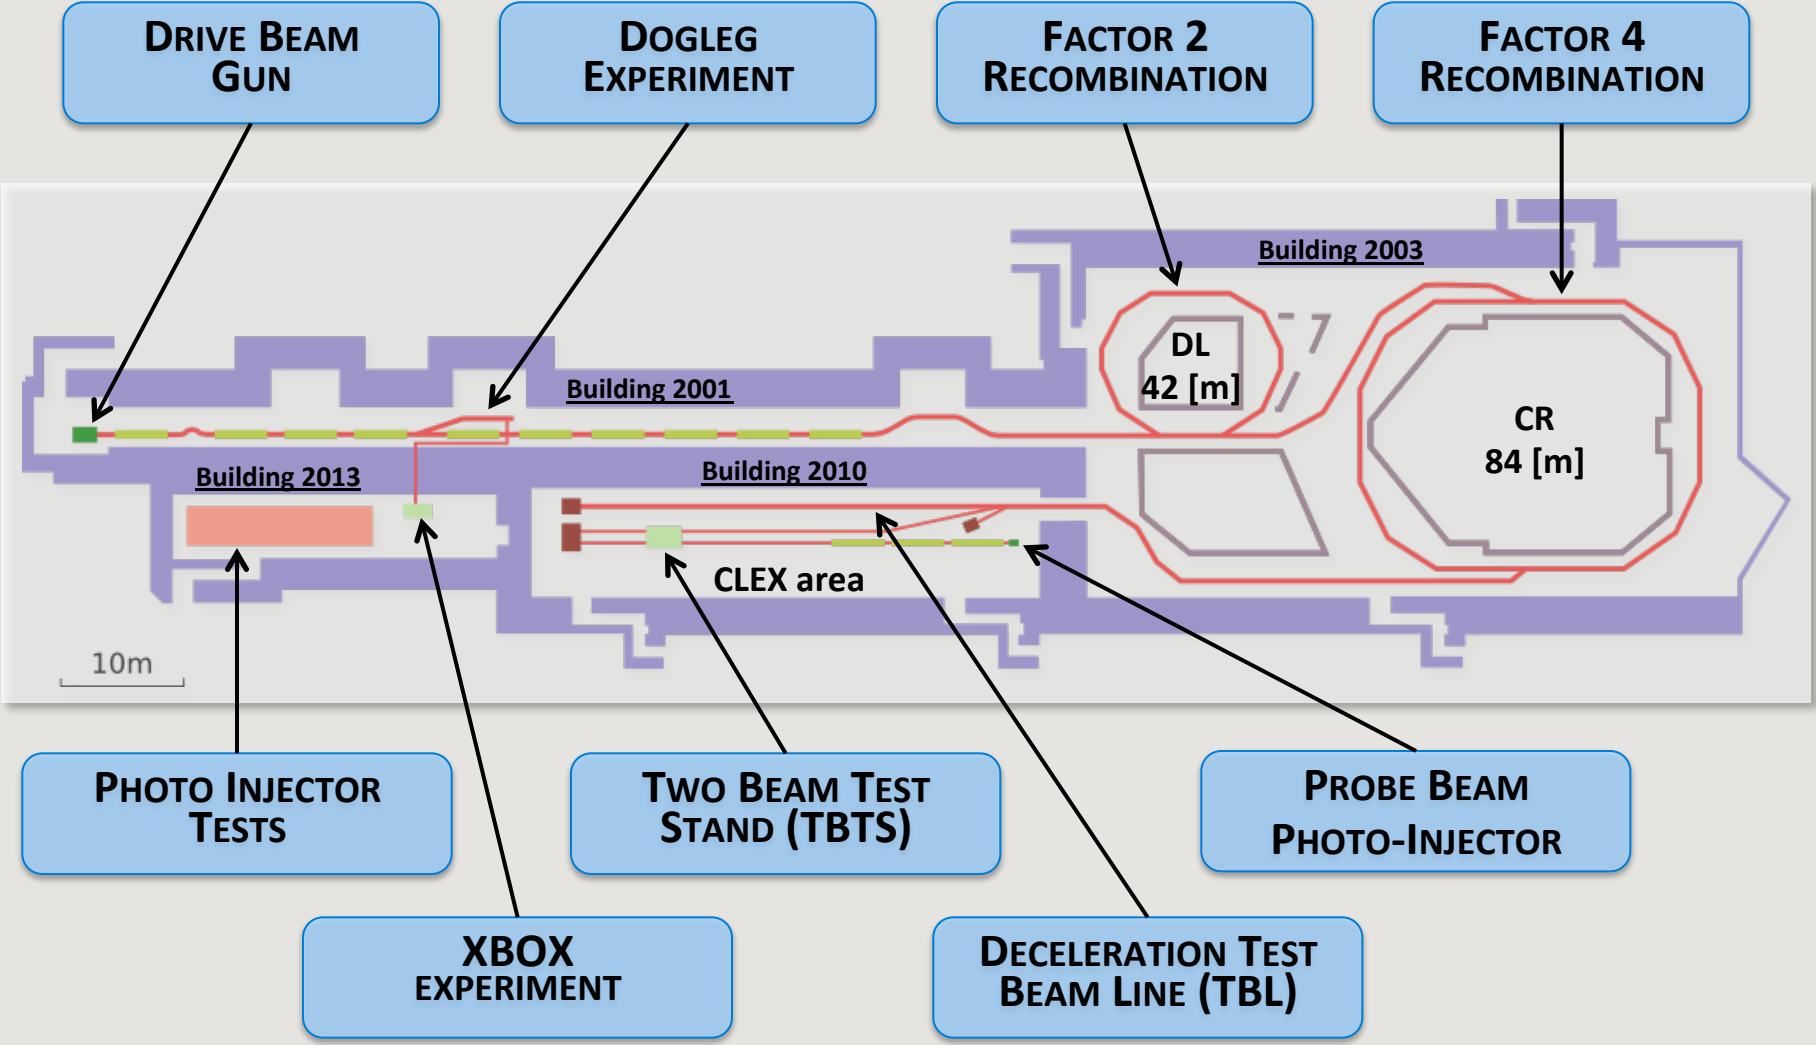 DRIVE BEAM
GUN
DOGLEG
EXPERIMENT
FACTOR 2
RECOMBINATION
FACTOR 4
RECOMBINATION
Building 2003
DL
42 [m]
Building 2001
CR
84 [m]
Building 2013
Building 2010
CLEX area
10m
PHOTO INJECTOR
TESTS
TWO BEAM TEST
STAND (TBTS)
PROBE BEAM
PHOTO-INJECTOR
XBOX
EXPERIMENT
DECELERATION TEST
BEAM LINE (TBL)